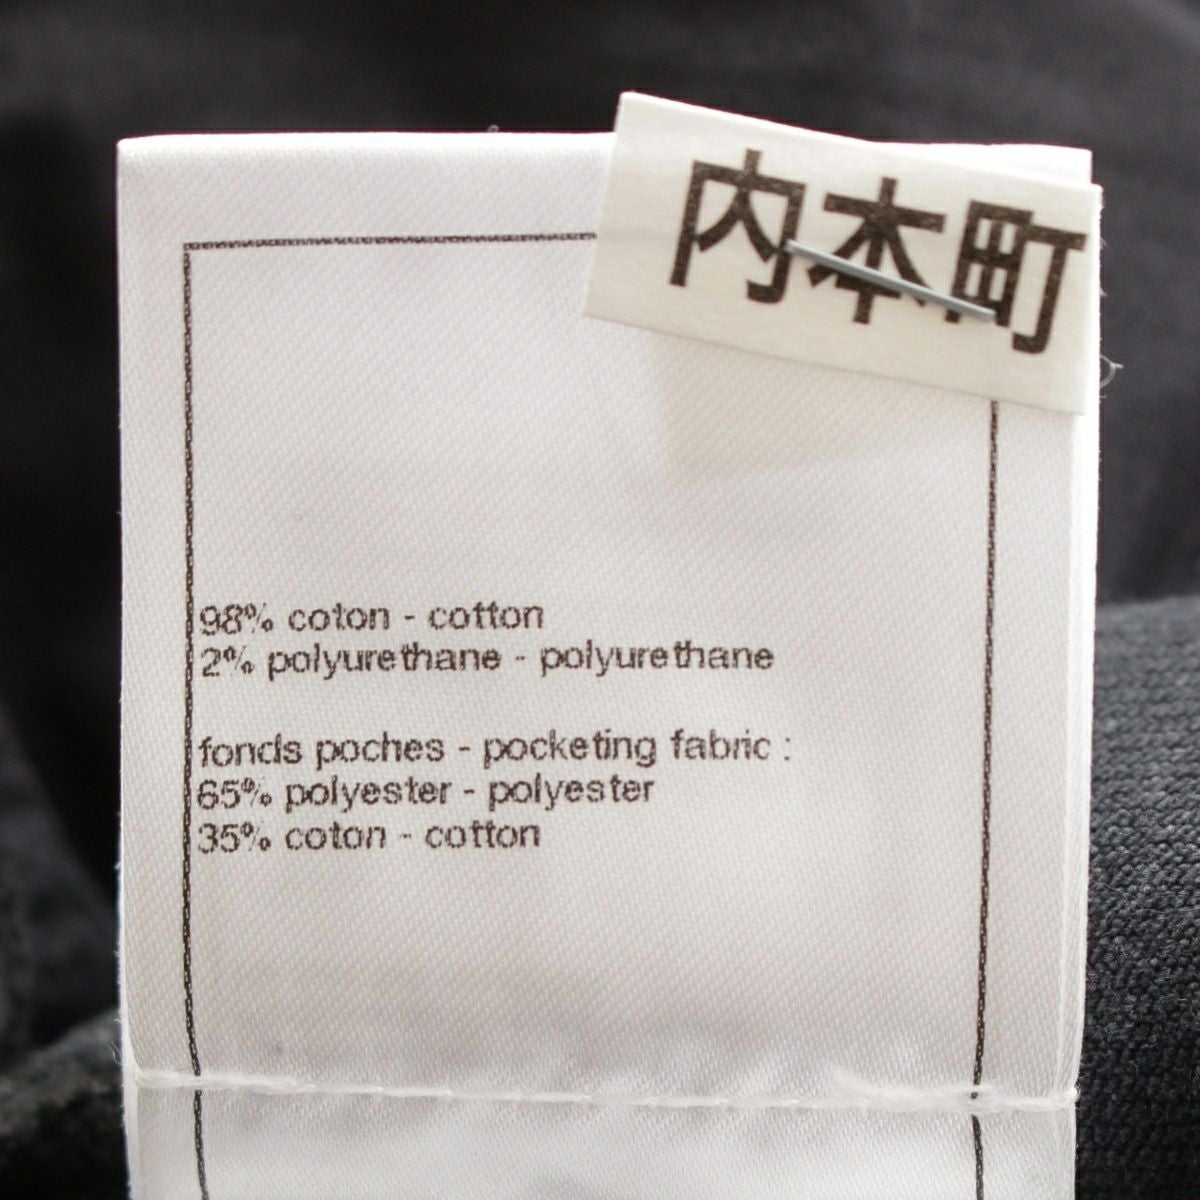 内本町
98% coton - cotton
2% polyurethane - polyurethane
fonds poches - pocketing fabric :
65% polyester - polyester
35% coton - cotton